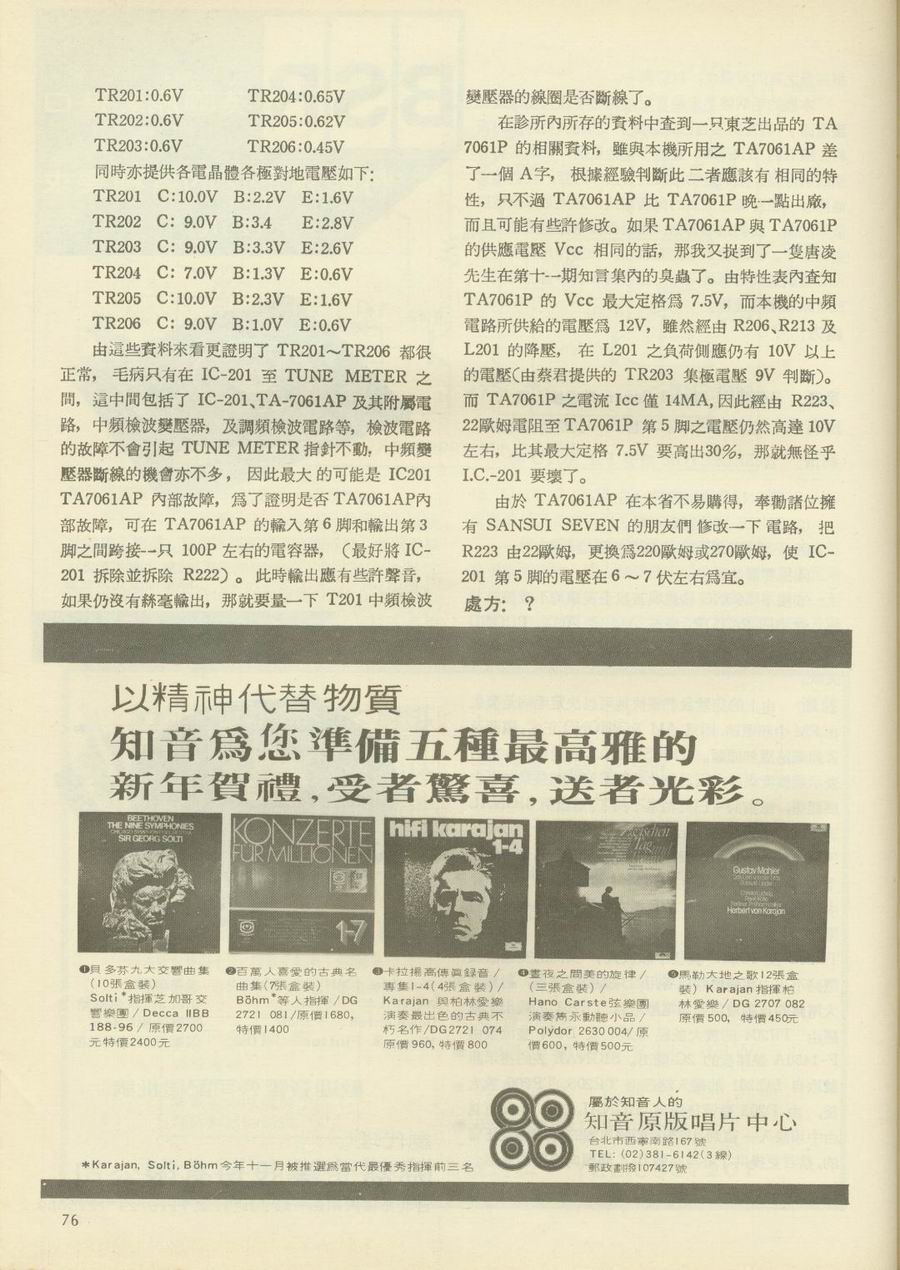 TR201:0.6V TR204:0.65V
TR202:0.6V TR205:0.62V
TR203:0.6V TR206:0.45V
同時亦提供各電晶體各極對地電壓如下:
TR201 C:10.0V B:2.2V E:1.6V
TR202 C: 9.0V B:3.4 E:2.8V
TR203 C: 9.0V B:3.3V E:2.6V
TR204 C: 7.0V B:1.3V E:0.6V
TR205 C:10.0V B:2.3V E:1.6V
TR206 C: 9.0V B:1.0V E:0.6V
由這些資料來看更證明了 TR201～TR206 都很
正常，毛病只有在 IC-201 至 TUNE METER 之
間，這中間包括了 IC-201、TA-7061AP 及其附屬電
路，中頻檢波變壓器，及調頻檢波電路等，檢波電路
的故障不會引起 TUNE METER 指針不動，中頻變
壓器斷線的機會亦不多，因此最大的可能是 IC201
TA7061AP 內部故障，爲了證明是否 TA7061AP內
部故障，可在 TA7061AP 的輸入第 6 脚和輸出第 3
脚之間跨接一只 100P 左右的電容器，（最好將 IC-
201 拆除並拆除 R222）。此時輸出應有些許聲音，
如果仍沒有絲毫輸出，那就要量一下 T201 中頻檢波
變壓器的線圈是否斷線了。
在診所內所存的資料中查到一只東芝出品的 TA
7061P 的相關資料，雖與本機所用之 TA7061AP 差
了一個 A字，根據經驗判斷此二者應該有相同的特
性，只不過 TA7061AP 比 TA7061P 晚一點出廠，
而且可能有些許修改。如果 TA7061AP 與 TA7061P
的供應電壓 Vcc 相同的話，那我又捉到了一隻唐凌
先生在第十一期知言集內的臭蟲了。由特性表內查知
TA7061P 的 Vcc 最大定格爲 7.5V，而本機的中頻
電路所供給的電壓爲 12V，雖然經由 R206、R213 及
L201 的降壓，在 L201 之負荷側應仍有 10V 以上
的電壓(由蔡君提供的 TR203 集極電壓 9V 判斷)。
而 TA7061P 之電流 Icc 僅 14MA，因此經由 R223、
22歐姆電阻至 TA7061P 第 5 脚之電壓仍然高達 10V
左右，比其最大定格 7.5V 要高出30%，那就無怪乎
I.C.-201 要壞了。
由於 TA7061AP 在本省不易購得，奉勸諸位擁
有 SANSUI SEVEN 的朋友們修改一下電路，把
R223 由22歐姆，更換爲220歐姆或270歐姆，使 IC-
201 第 5 脚的電壓在 6～7 伏左右爲宜。
處方：？
以精神代替物質
知音爲您準備五種最高雅的
新年賀禮，受者驚喜，送者光彩。
BEETHOVEN
THE NINE SYMPHONIES
CHICAGO SYMPHONY ORCHESTRA
SIR GEORG SOLTI
KONZERTE
FÜR MILLIONEN
1-7
hifi karajan
1-4
Zwischen
Tag und
Gustav Mahler
Herbert von Karajan
❶貝多芬九大交響曲集
(10張盒裝)
Solti*指揮芝加哥交
響樂團 / Decca IIBB
188-96 / 原價2700
元特價2400元
❷百萬人喜愛的古典名
曲集(7張盒裝)
Böhm*等人指揮 /DG
2721 081/原價1680,
特價1400
❸卡拉揚高傳眞録音 /
專集1-4(4張盒裝) /
Karajan 與柏林愛樂
演奏最出色的古典不
朽名作/DG2721 074
原價 960, 特價 800
❹晝夜之間美的旋律 /
(三張盒裝) /
Hano Carste弦樂團
演奏雋永動聽小品 /
Polydor 2630 004/ 原
價600, 特價500元
❺馬勒大地之歌12張盒
裝) Karajan 指揮柏
林愛樂 / DG 2707 082
原價 500, 特價 450元
屬於知音人的
知音原版唱片中心
台北市西寧南路167號
TEL: (02)381-6142(3線)
郵政劃撥107427號
*Karajan, Solti, Böhm今年十一月被推選爲當代最優秀指揮前三名
76